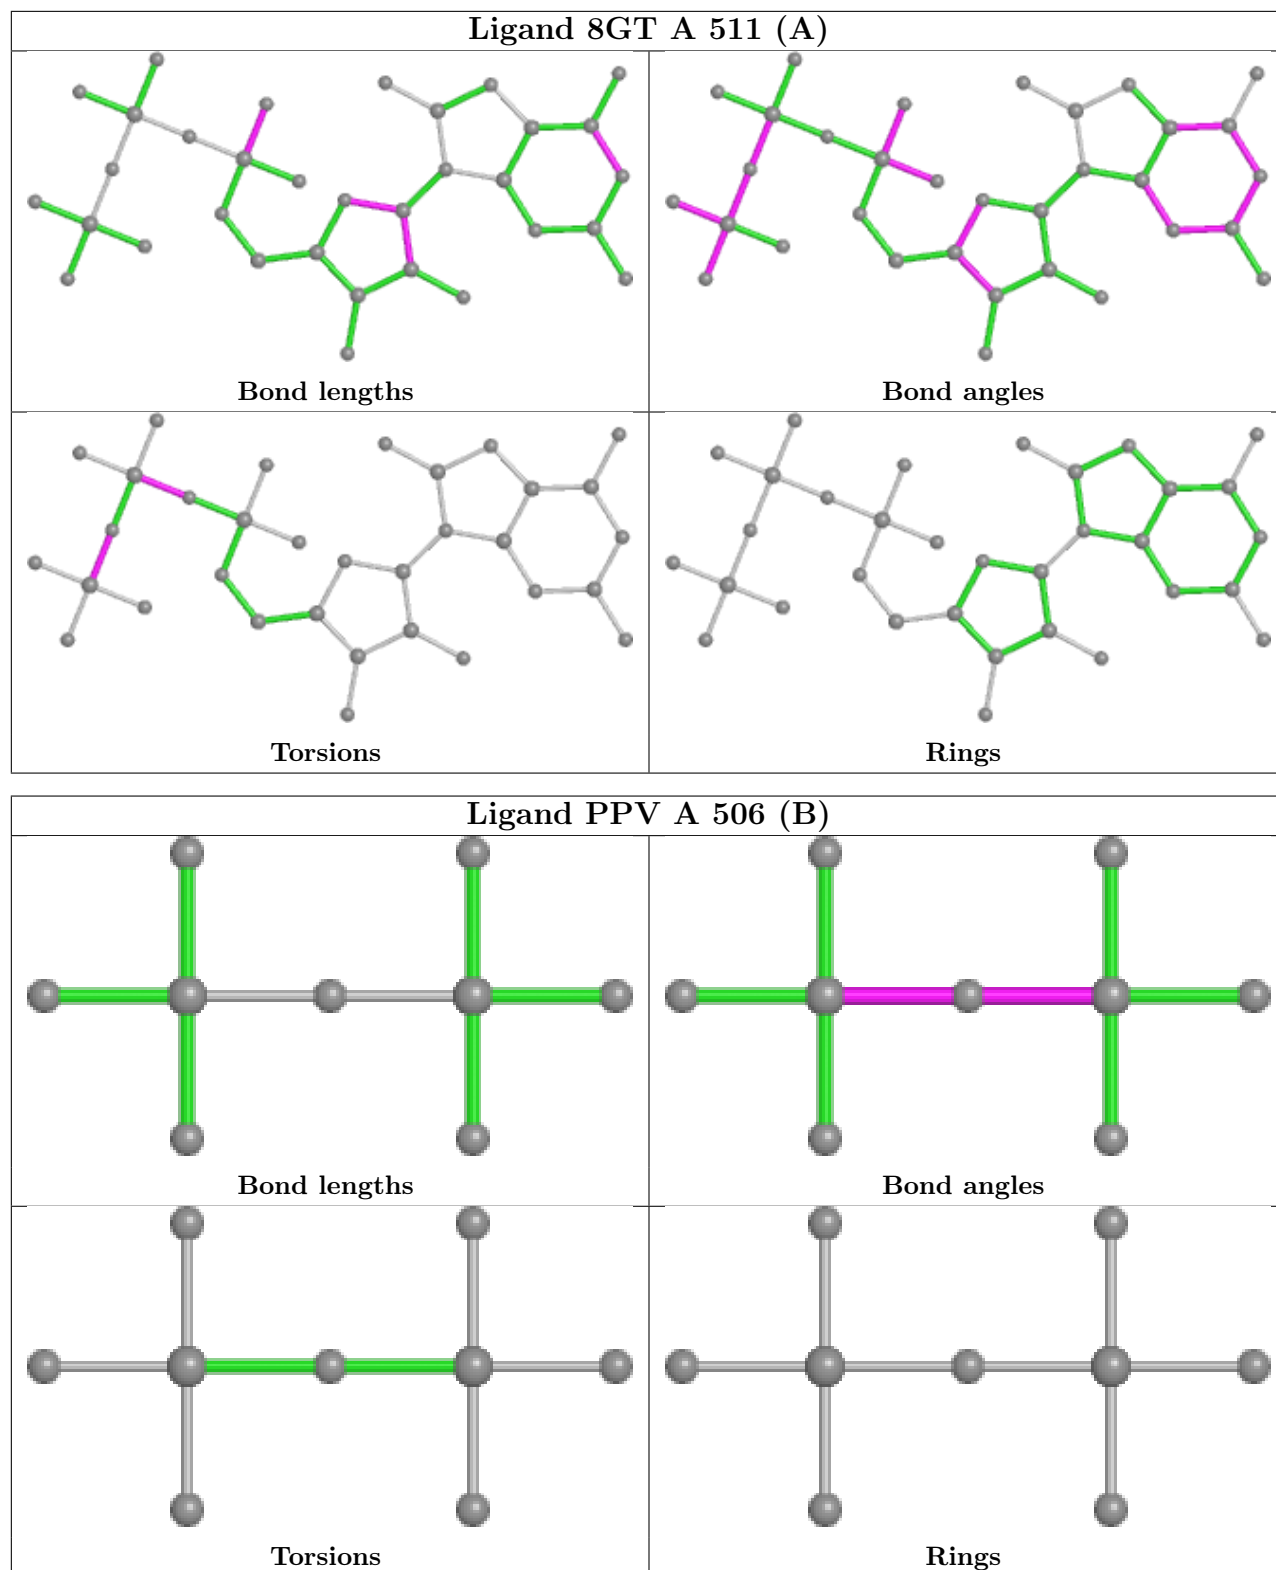 Ligand 8GT A 511 (A)
Bond lengths
Bond angles
Torsions
Rings
Ligand PPV A 506 (B)
Bond lengths
Bond angles
Torsions
Rings